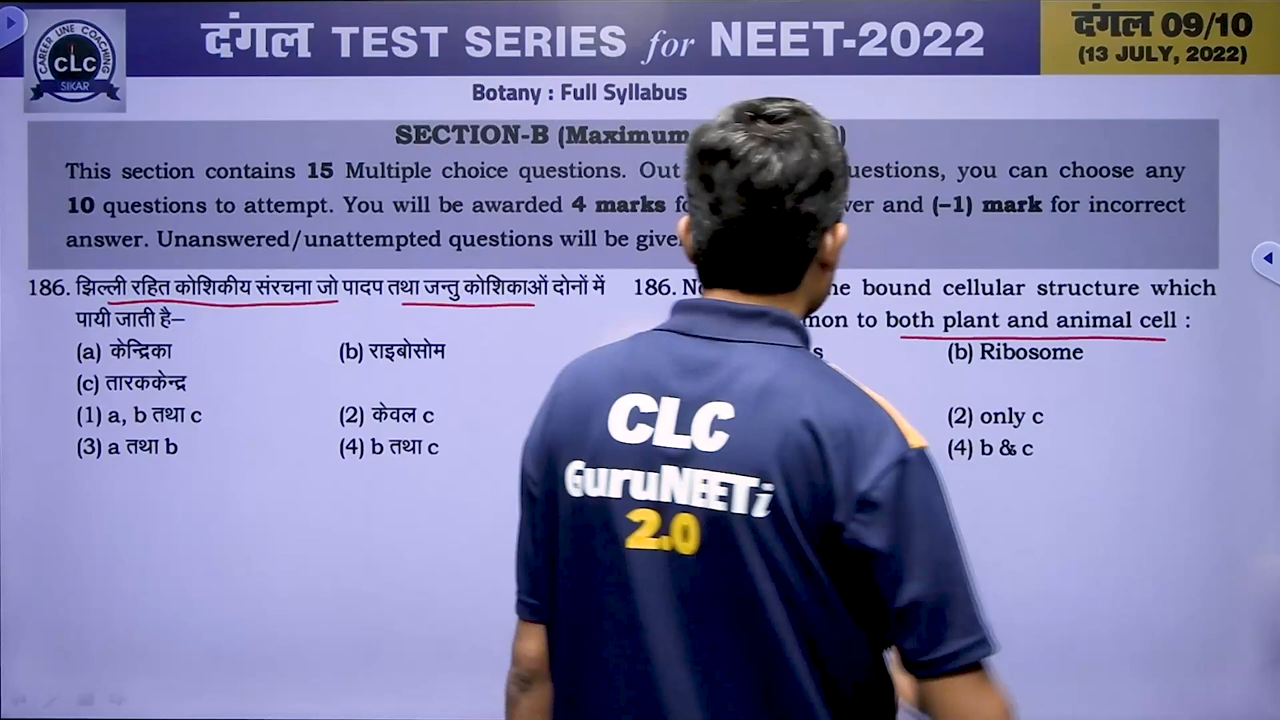 CAREER LINE COACHING
CLC
SIKAR
दंगल TEST SERIES for NEET-2022
दंगल 09/10
(13 JULY, 2022)
Botany : Full Syllabus
SECTION-B (Maximum
This section contains 15 Multiple choice questions. Out uestions, you can choose any
10 questions to attempt. You will be awarded 4 marks and (–1) mark for incorrect
answer. Unanswered/unattempted questions will be give
186. झिल्ली रहित कोशिकीय संरचना जो पादप तथा जन्तु कोशिकाओं दोनों में
पायी जाती है–
(a) केन्द्रिका (b) राइबोसोम
(c) तारककेन्द्र
(1) a, b तथा c (2) केवल c
(3) a तथा b (4) b तथा c
186. bound cellular structure which
mon to both plant and animal cell :
(b) Ribosome
(2) only c
(4) b & c
CLC
GuruNEETi
2.0